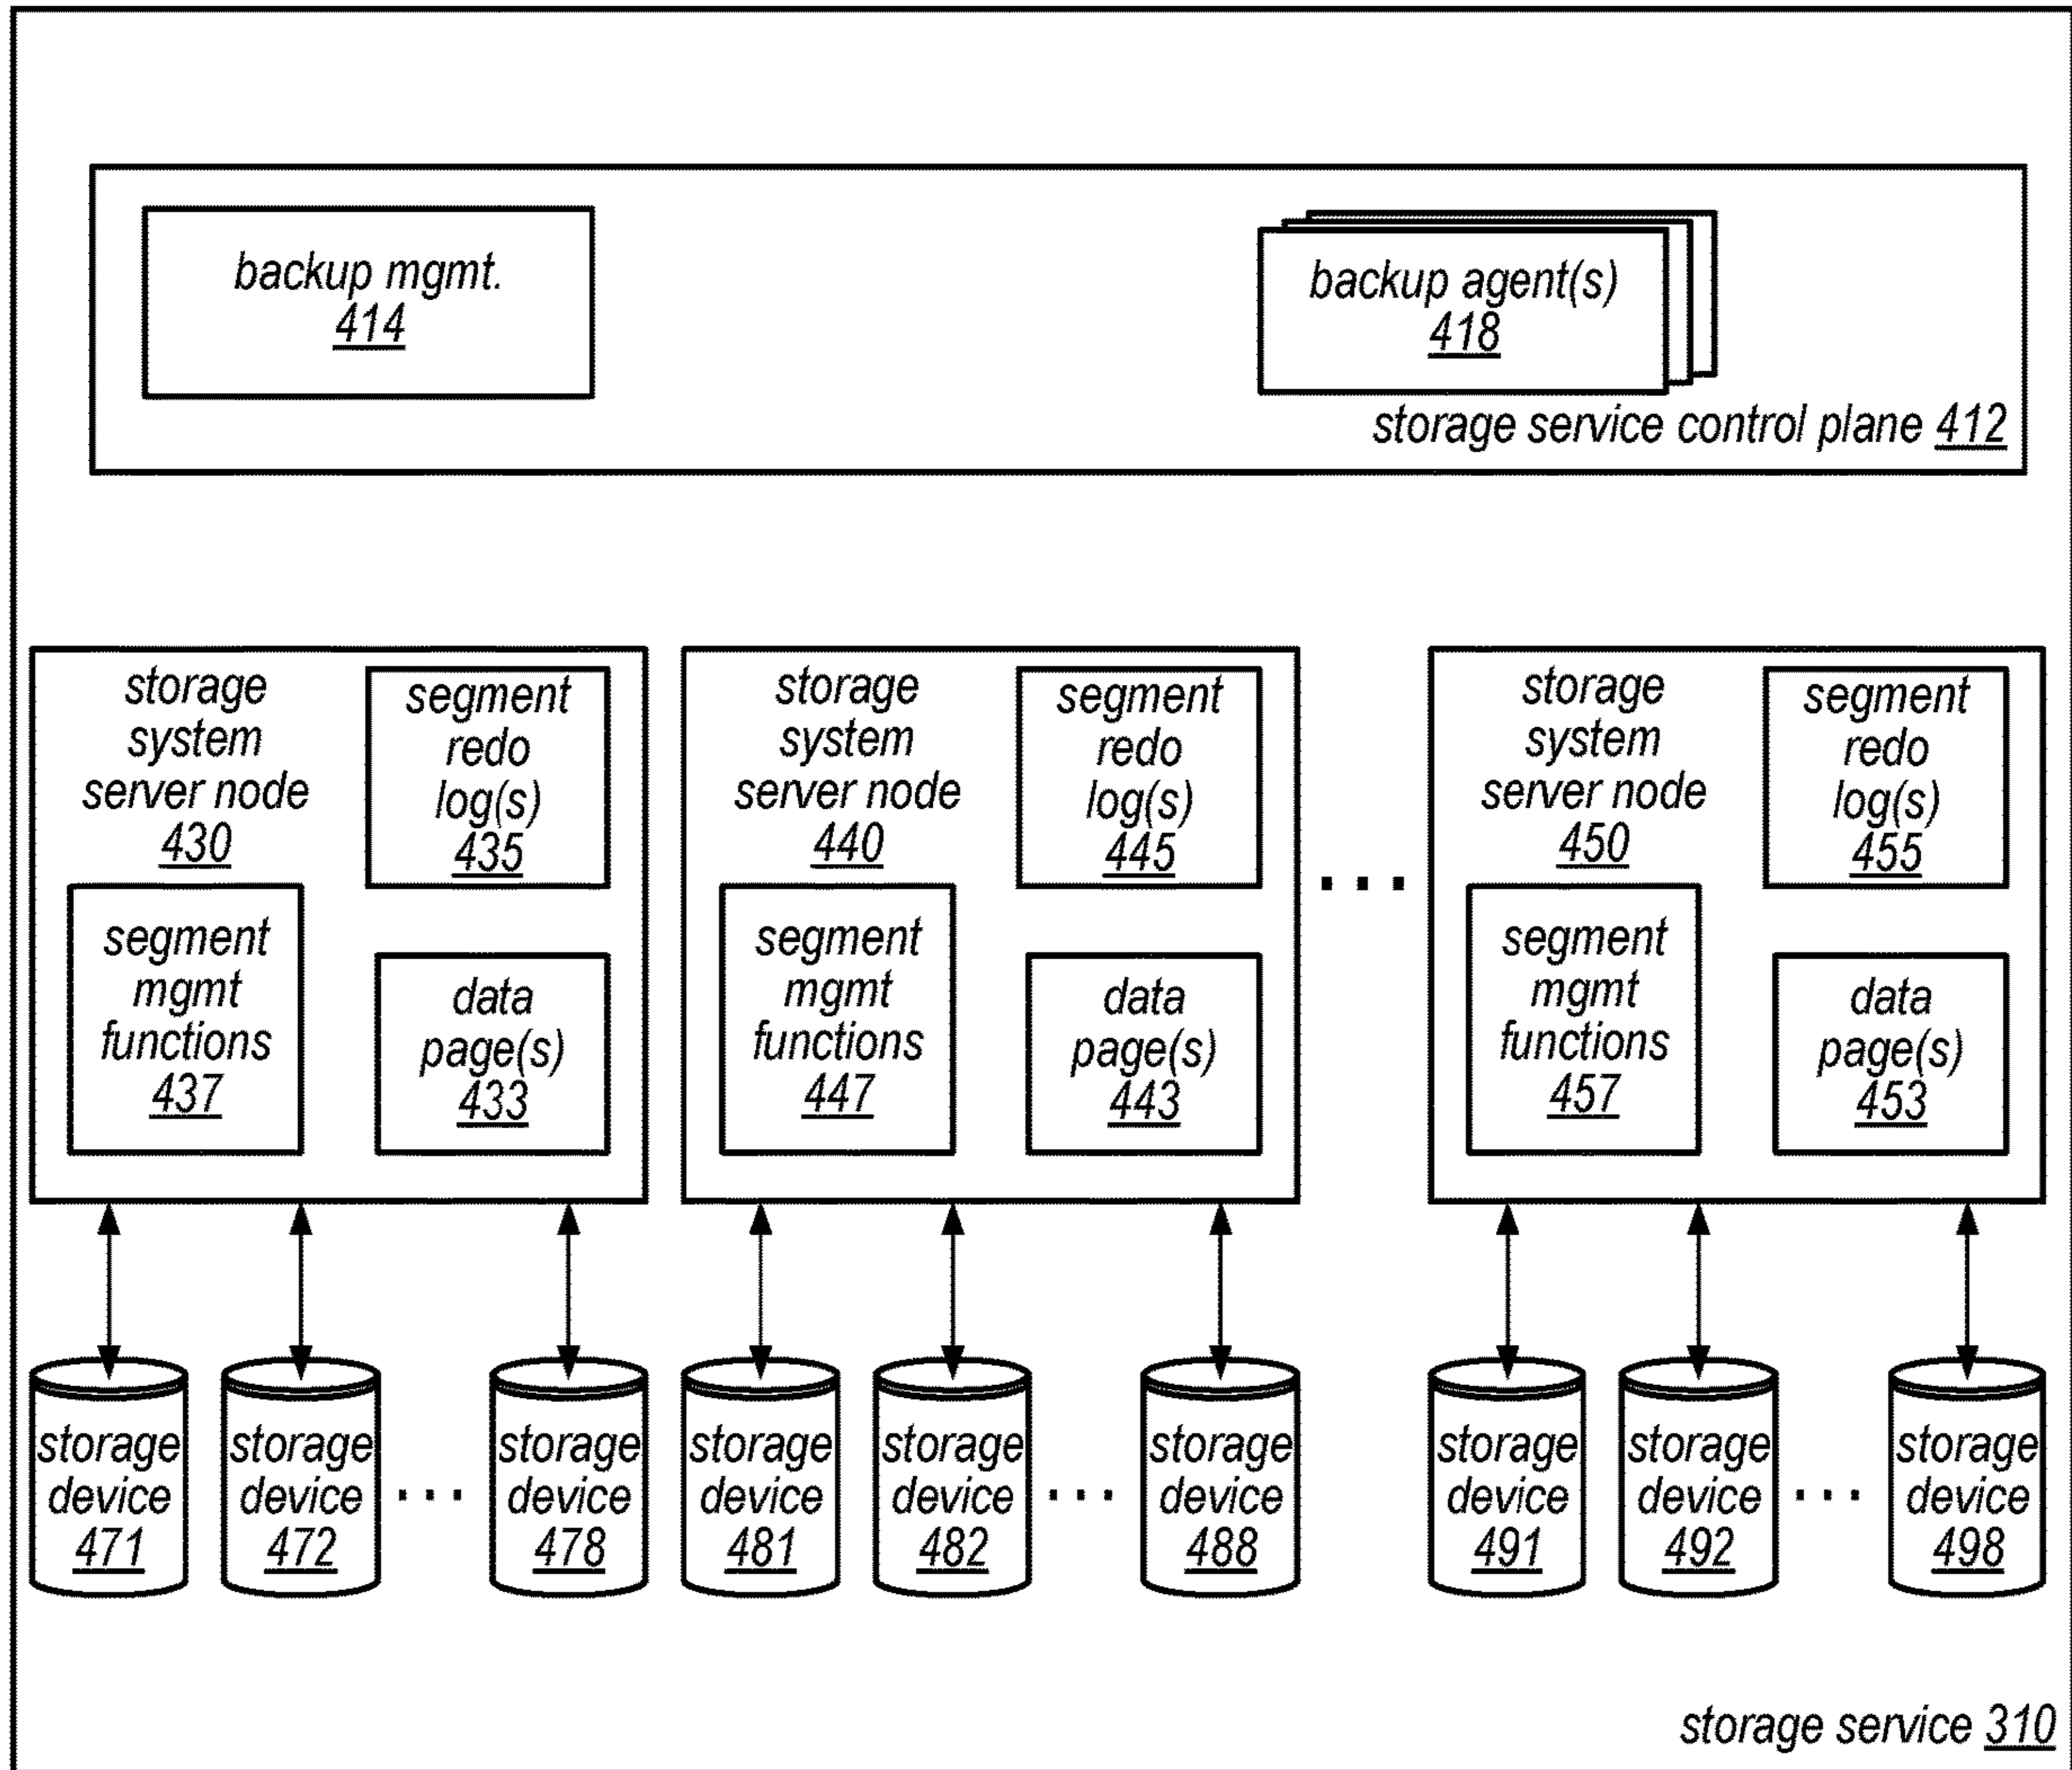 backup mgmt.
414
backup agent(s)
418
storage service control plane 412
storage
system
server node
430
segment
redo
log(s)
435
segment
mgmt
functions
437
data
page(s)
433
storage
system
server node
440
segment
redo
log(s)
445
segment
mgmt
functions
447
data
page(s)
443
...
storage
system
server node
450
segment
redo
log(s)
455
segment
mgmt
functions
457
data
page(s)
453
storage
device
471
storage
device
472
...
storage
device
478
storage
device
481
storage
device
482
...
storage
device
488
storage
device
491
storage
device
492
...
storage
device
498
storage service 310